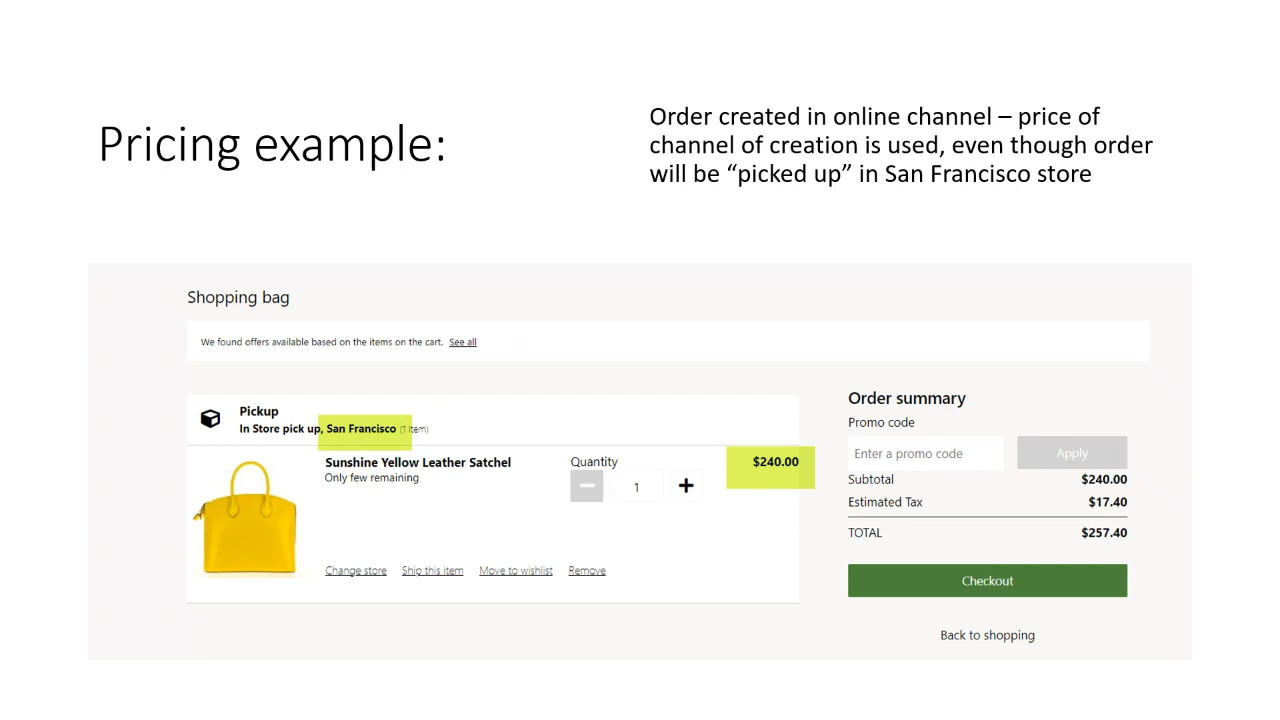 Pricing example:
Order created in online channel – price of
channel of creation is used, even though order
will be “picked up” in San Francisco store
Shopping bag
We found offers available based on the items on the cart. See all
Pickup
In Store pick up, San Francisco (1 item)
Sunshine Yellow Leather Satchel
Only few remaining
Quantity
1
$240.00
Change store Ship this item Move to wishlist Remove
Order summary
Promo code
Enter a promo code Apply
Subtotal $240.00
Estimated Tax $17.40
TOTAL $257.40
Checkout
Back to shopping